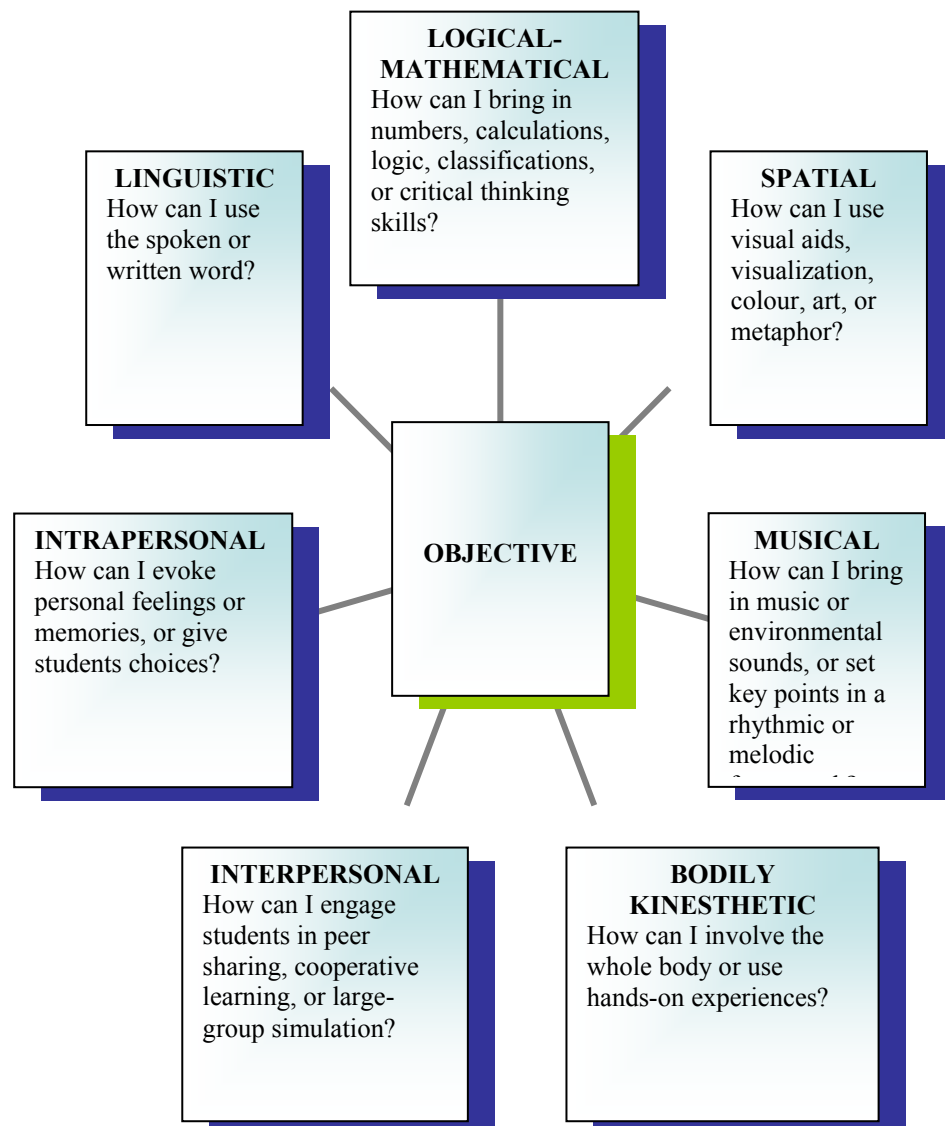 LOGICAL-
MATHEMATICAL
How can I bring in
numbers, calculations,
logic, classifications,
or critical thinking
skills?
LINGUISTIC
How can I use
the spoken or
written word?
SPATIAL
How can I use
visual aids,
visualization,
colour, art, or
metaphor?
OBJECTIVE
INTRAPERSONAL
How can I evoke
personal feelings or
memories, or give
students choices?
MUSICAL
How can I bring
in music or
environmental
sounds, or set
key points in a
rhythmic or
melodic
INTERPERSONAL
How can I engage
students in peer
sharing, cooperative
learning, or large-
group simulation?
BODILY
KINESTHETIC
How can I involve the
whole body or use
hands-on experiences?